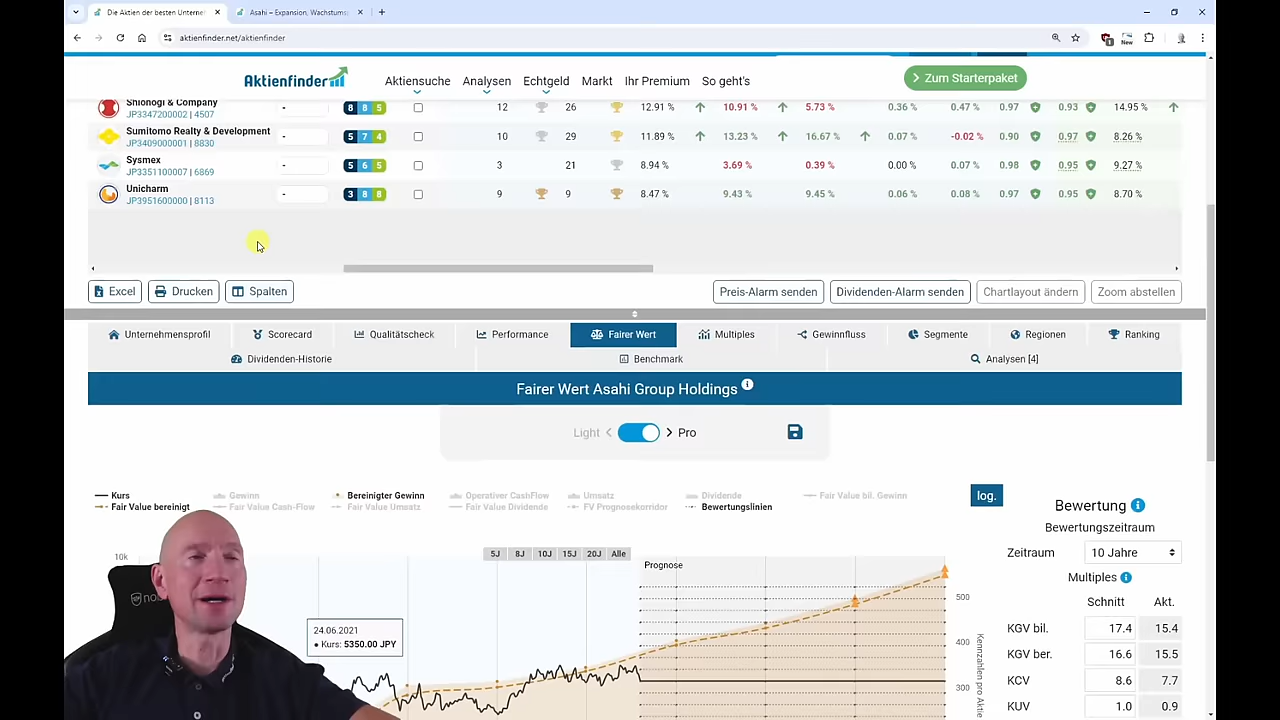 Die Aktien der besten Unterne
Asahi – Expansion, Wachstums
aktienfinder.net/aktienfinder
New
Aktienfinder
Aktiensuche
Analysen
Echtgeld
Markt
Ihr Premium
So geht's
Zum Starterpaket
Shionogi & Company
JP3347200002 | 4507
-
8 8 5
12
26
12.91 %
10.91 %
5.73 %
0.36 %
0.47 %
0.97
0.93
14.95 %
Sumitomo Realty & Development
JP3409000001 | 8830
-
5 7 4
10
29
11.89 %
13.23 %
16.67 %
0.07 %
-0.02 %
0.90
0.97
8.26 %
Sysmex
JP3351100007 | 6869
-
5 6 5
3
21
8.94 %
3.69 %
0.39 %
0.00 %
0.07 %
0.98
0.95
9.27 %
Unicharm
JP3951600000 | 8113
-
3 8 8
9
9
8.47 %
9.43 %
9.45 %
0.06 %
0.08 %
0.97
0.95
8.70 %
Excel
Drucken
Spalten
Preis-Alarm senden
Dividenden-Alarm senden
Chartlayout ändern
Zoom abstellen
Unternehmensprofil
Scorecard
Qualitätscheck
Performance
Fairer Wert
Multiples
Gewinnfluss
Segmente
Regionen
Ranking
Dividenden-Historie
Benchmark
Analysen [4]
Fairer Wert Asahi Group Holdings
Light
Pro
Kurs
Gewinn
Bereinigter Gewinn
Operativer CashFlow
Umsatz
Dividende
Fair Value bil. Gewinn
Fair Value bereinigt
Fair Value Cash-Flow
Fair Value Umsatz
Fair Value Dividende
FV Prognosekorridor
Bewertungslinien
log.
5J
8J
10J
15J
20J
Alle
10k
Prognose
24.06.2021
Kurs: 5350.00 JPY
500
400
300
Kennzahlen pro Aktie
Bewertung
Bewertungszeitraum
Zeitraum
10 Jahre
Multiples
Schnitt
Akt.
KGV bil.
17.4
15.4
KGV ber.
16.6
15.5
KCV
8.6
7.7
KUV
1.0
0.9